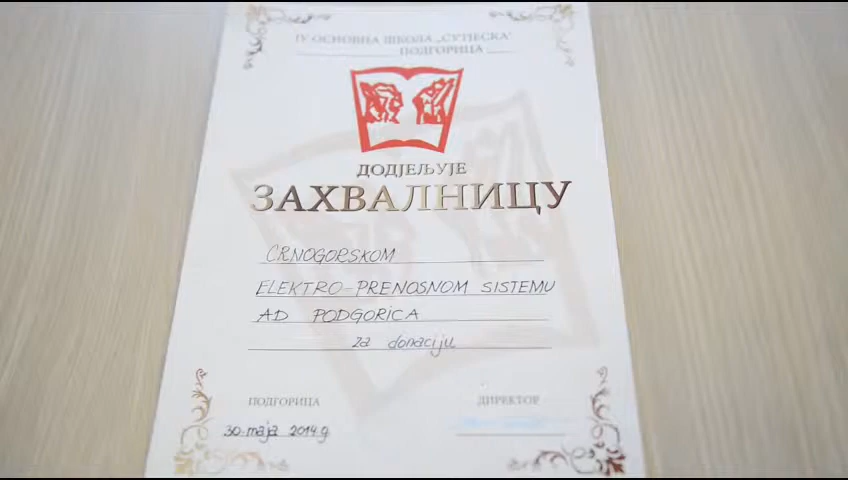 ЈУ ОСНОВНА ШКОЛА „СУТЈЕСКА"
ПОДГОРИЦА
ДОДЈЕЉУЈЕ
ЗАХВАЛНИЦУ
CRNOGORSKOM
ELEKTRO-PRENOSNOM SISTEMU
AD PODGORICA
za donaciju
ПОДГОРИЦА
ДИРЕКТОР
30. maja 2014.g